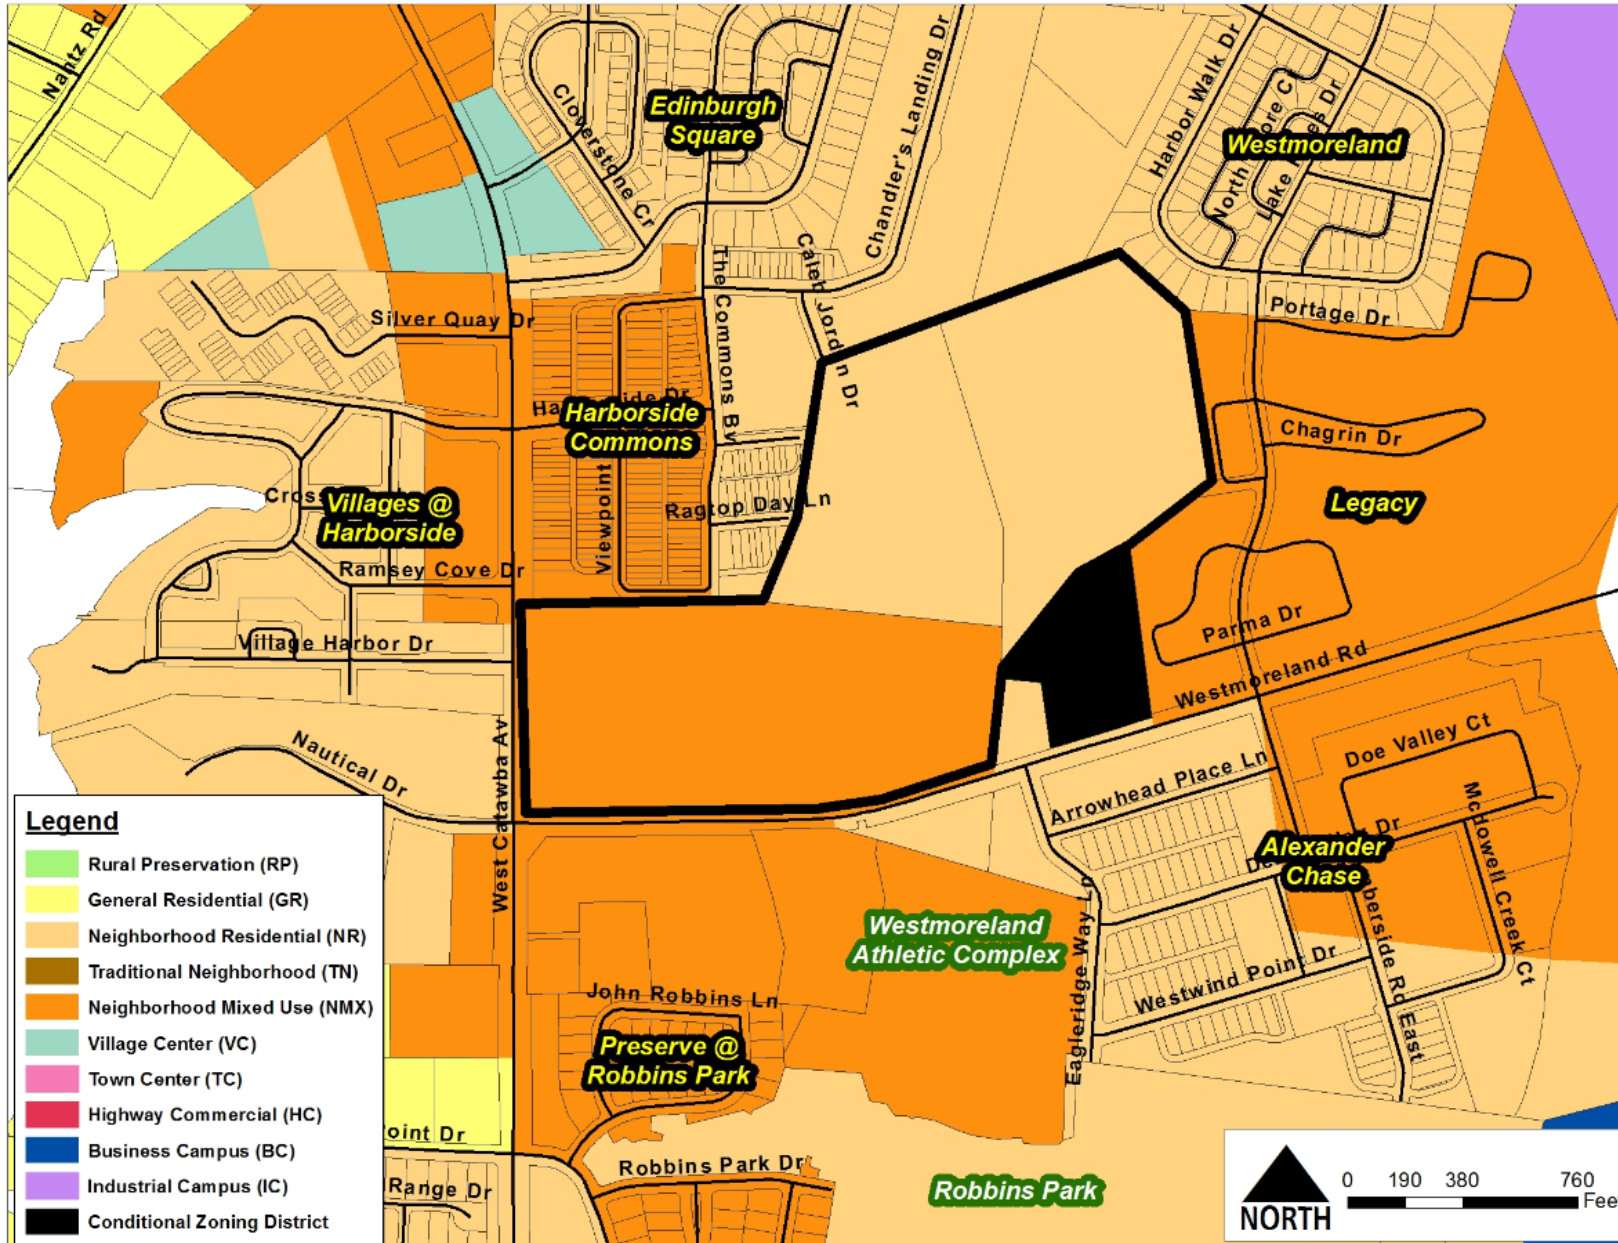 Nantz Rd
Cloverstone Cr
Edinburgh
Square
Chandler's Landing Dr
Harbor Walk Dr
Westmoreland
The Commons Bv
Silver Quay Dr
Portage Dr
Harborside
Commons
Chagrin Dr
Villages @
Harborside
Viewpoint
Ragtop Day Ln
Legacy
Ramsey Cove Dr
Village Harbor Dr
Parma Dr
Westmoreland Rd
Nautical Dr
West Catawba Av
Doe Valley Ct
Arrowhead Place Ln
McDowell Creek Ct
Alexander
Chase
Westmoreland
Athletic Complex
Eagleridge Way Ln
Westwind Point Dr
East
John Robbins Ln
Preserve @
Robbins Park
Robbins Park Dr
Robbins Park
Legend
Rural Preservation (RP)
General Residential (GR)
Neighborhood Residential (NR)
Traditional Neighborhood (TN)
Neighborhood Mixed Use (NMX)
Village Center (VC)
Town Center (TC)
Highway Commercial (HC)
Business Campus (BC)
Industrial Campus (IC)
Conditional Zoning District
Range Dr
NORTH
0 190 380 760